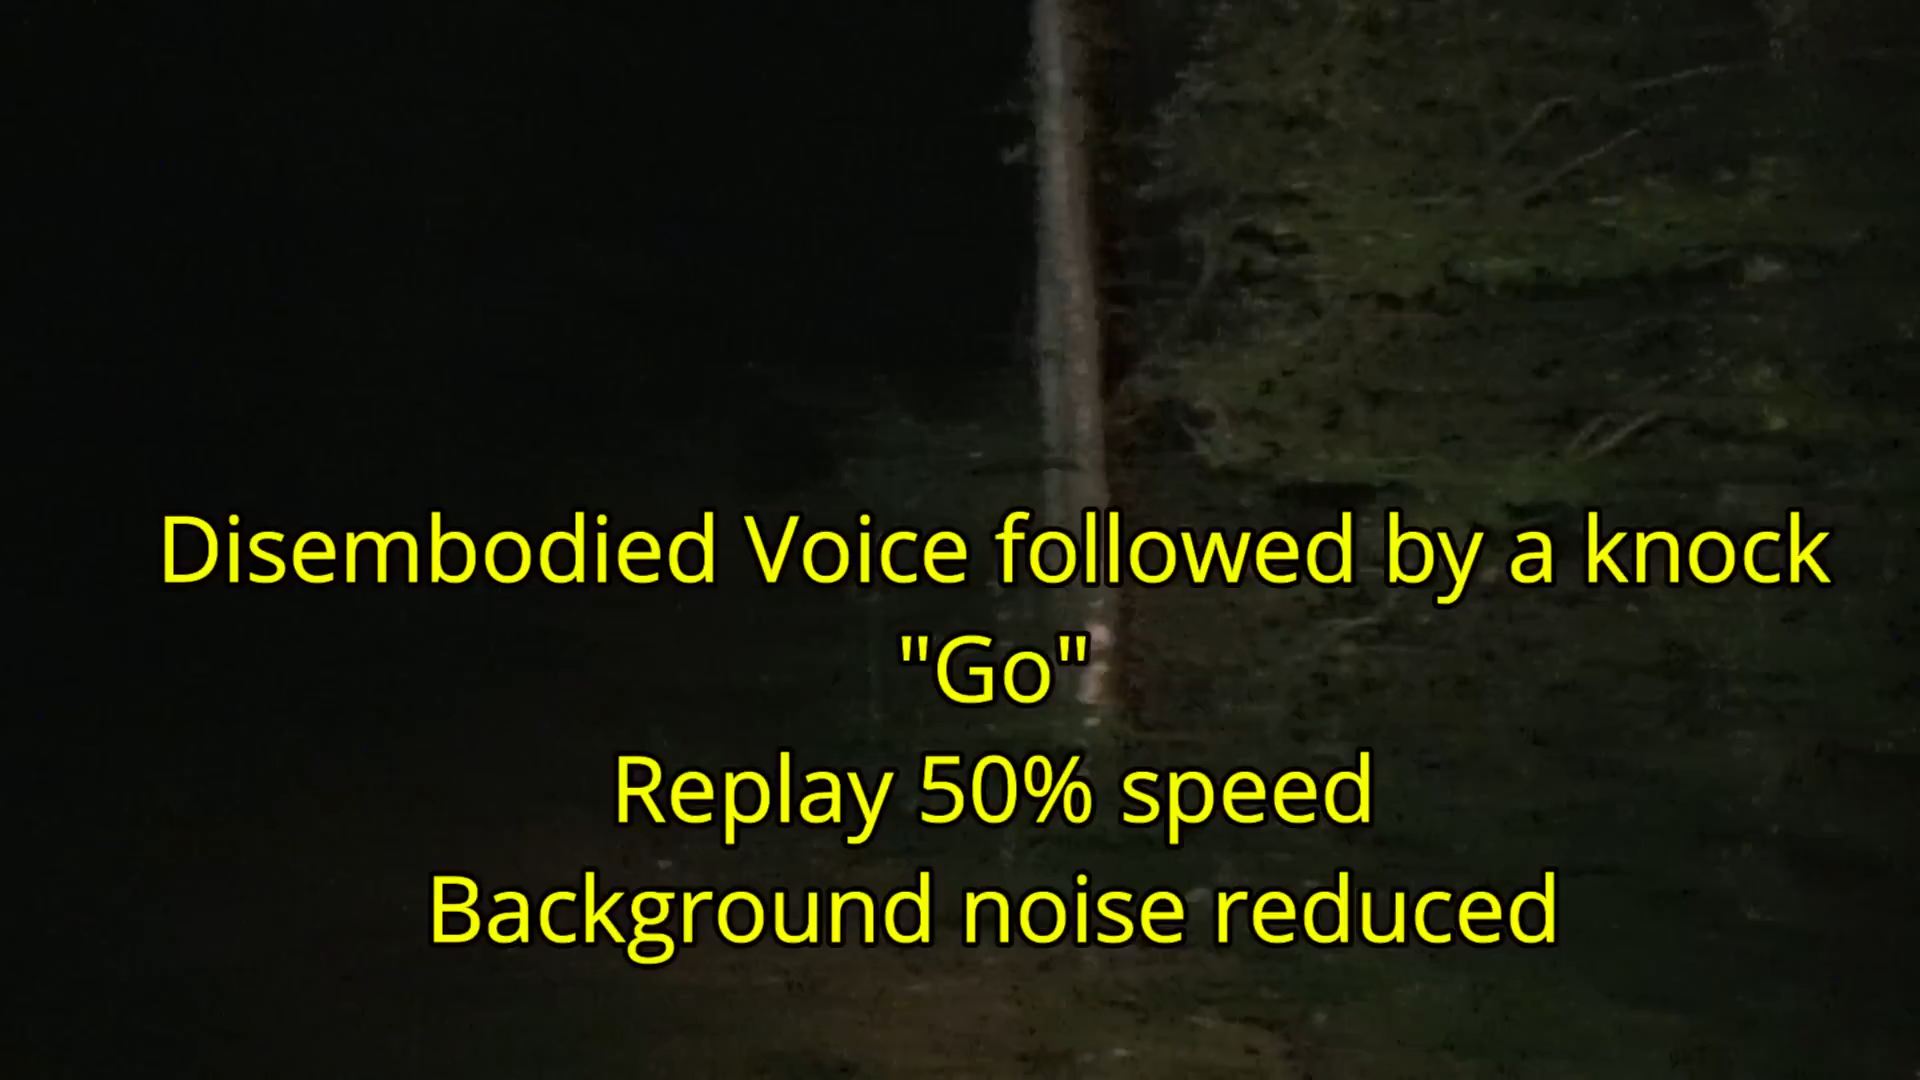 Disembodied Voice followed by a knock
"Go"
Replay 50% speed
Background noise reduced